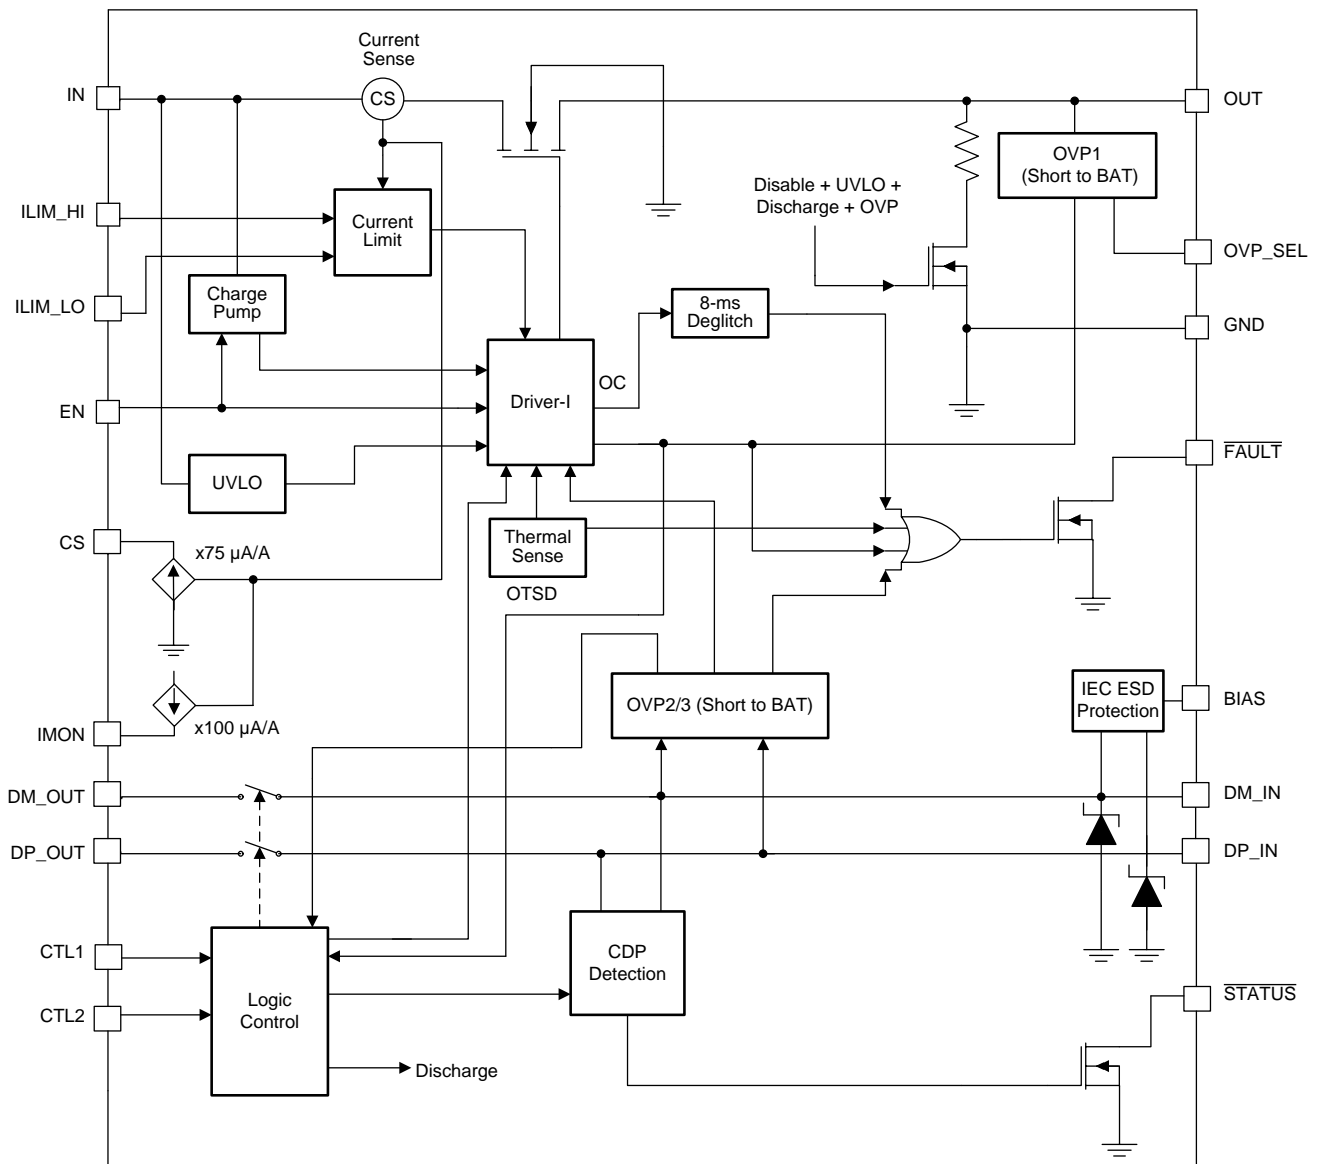 Current
Sense
IN
CS
OUT
OVP1
(Short to BAT)
Disable + UVLO +
Discharge + OVP
ILIM_HI
Current
Limit
OVP_SEL
ILIM_LO
Charge
Pump
8-ms
Deglitch
GND
OC
EN
Driver-I
FAULT
UVLO
CS
x75 µA/A
Thermal
Sense
OTSD
IEC ESD
Protection
BIAS
OVP2/3 (Short to BAT)
x100 µA/A
IMON
DM_OUT
DM_IN
DP_OUT
DP_IN
CTL1
CDP
Detection
STATUS
CTL2
Logic
Control
Discharge